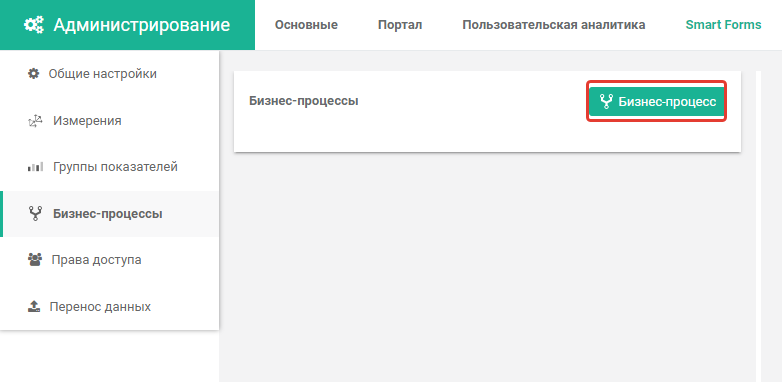 Администрирование
Основные
Портал
Пользовательская аналитика
Smart Forms
Общие настройки
Измерения
Группы показателей
Бизнес-процессы
Права доступа
Перенос данных
Бизнес-процессы
Бизнес-процесс